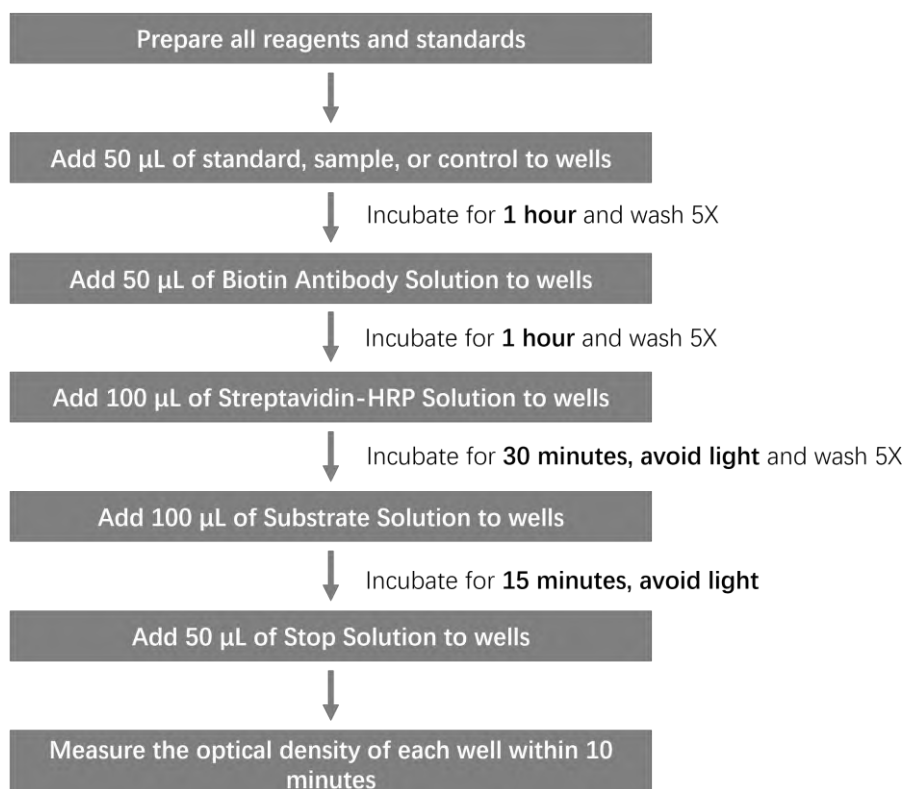 Prepare all reagents and standards
Add 50 μL of standard, sample, or control to wells
Incubate for 1 hour and wash 5X
Add 50 μL of Biotin Antibody Solution to wells
Incubate for 1 hour and wash 5X
Add 100 μL of Streptavidin-HRP Solution to wells
Incubate for 30 minutes, avoid light and wash 5X
Add 100 μL of Substrate Solution to wells
Incubate for 15 minutes, avoid light
Add 50 μL of Stop Solution to wells
Measure the optical density of each well within 10
minutes